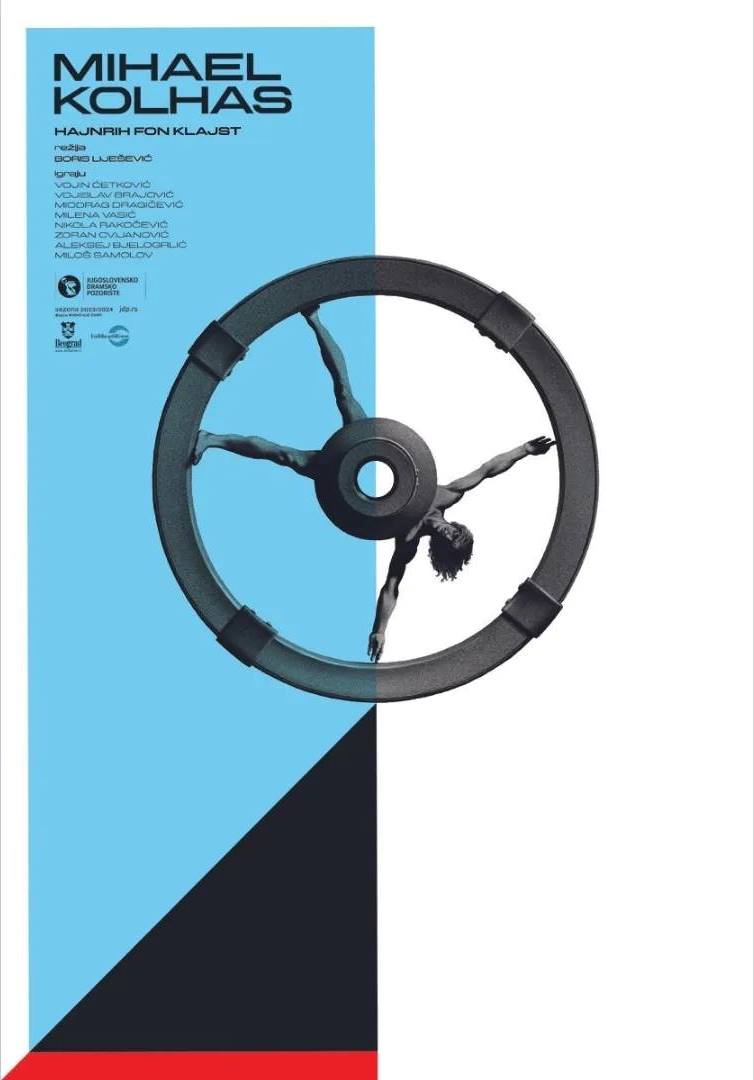 MIHAEL
KOLHAS
HAJNRIH FON KLAJST
režija
BORIS LIJEŠEVIĆ
igraju
VOJIN ĆETKOVIĆ
VOJISLAV BRAJOVIĆ
MIODRAG DRAGIČEVIĆ
MILENA VASIĆ
NIKOLA RAKOČEVIĆ
ZORAN CVIJANOVIĆ
ALEKSEJ BJELOGRLIĆ
MILOŠ SAMOLOV
JUGOSLOVENSKO
DRAMSKO
POZORIŠTE
SEZONA 2023/2024 jdp.rs
Beograd